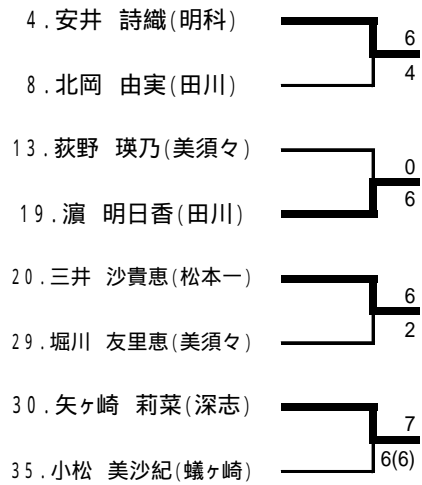 4.安井 詩織(明科)
6
4
8.北岡 由実(田川)
13.荻野 瑛乃(美須々)
0
6
19.濵 明日香(田川)
20.三井 沙貴恵(松本一)
6
2
29.堀川 友里恵(美須々)
30.矢ヶ崎 莉菜(深志)
7
6(6)
35.小松 美沙紀(蟻ヶ崎)